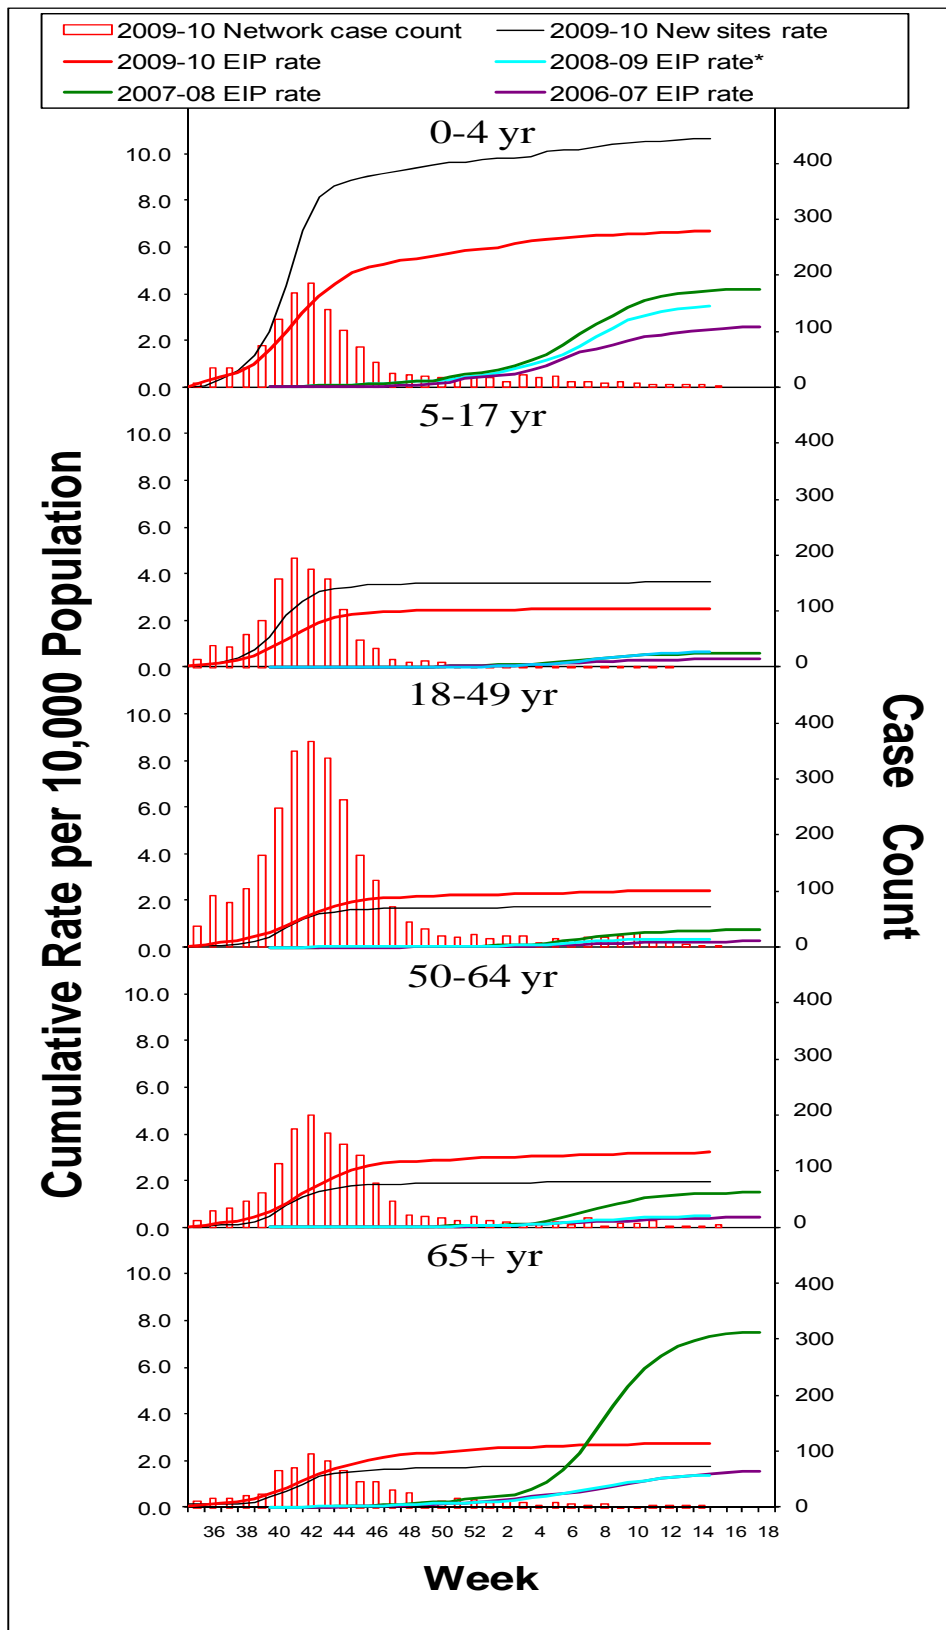 2009-10 Network case count 2009-10 New sites rate
2009-10 EIP rate 2008-09 EIP rate*
2007-08 EIP rate 2006-07 EIP rate
0-4 yr
10.0 400
8.0 300
6.0 200
4.0 100
2.0
0.0 0
5-17 yr
10.0 400
8.0 300
6.0 200
4.0 100
2.0
0.0 0
18-49 yr
10.0 400
8.0 300
6.0 200
4.0 100
2.0
0.0 0
50-64 yr
10.0 400
8.0 300
6.0 200
4.0 100
2.0
0.0 0
65+ yr
10.0 400
8.0 300
6.0 200
4.0 100
2.0
0.0 0
36 38 40 42 44 46 48 50 52 2 4 6 8 10 12 14 16 18
Week
Cumulative Rate per 10,000 Population
Case Count